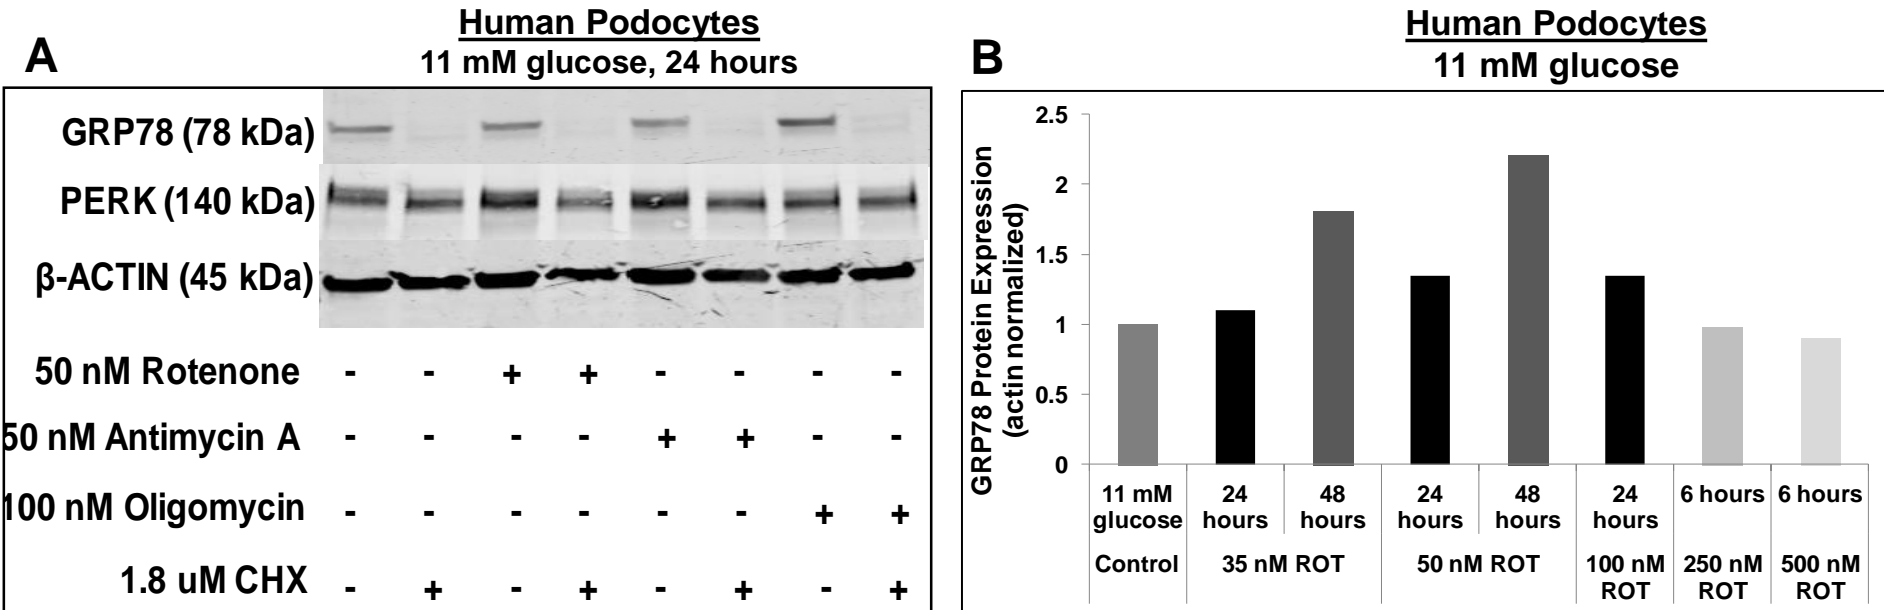 A
Human Podocytes
11 mM glucose, 24 hours
GRP78 (78 kDa)
PERK (140 kDa)
β-ACTIN (45 kDa)
50 nM Rotenone - - + + - - - -
50 nM Antimycin A - - - - + + - -
100 nM Oligomycin - - - - - - + +
1.8 uM CHX - + - + - + - +
B
Human Podocytes
11 mM glucose
GRP78 Protein Expression
(actin normalized)
2.5
2
1.5
1
0.5
0
11 mM 24 48 24 48 24 6 hours 6 hours
glucose hours hours hours hours hours
Control 35 nM ROT 50 nM ROT 100 nM 250 nM 500 nM
ROT ROT ROT